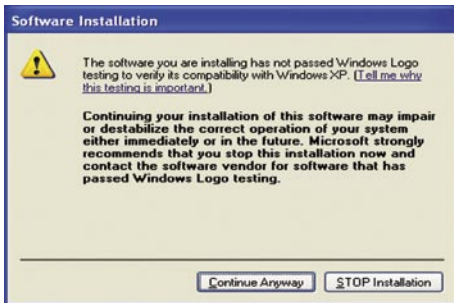 Software Installation
The software you are installing has not passed Windows Logo
testing to verify its compatibility with Windows XP. (Tell me why
this testing is important.)
Continuing your installation of this software may impair
or destabilize the correct operation of your system
either immediately or in the future. Microsoft strongly
recommends that you stop this installation now and
contact the software vendor for software that has
passed Windows Logo testing.
Continue Anyway
STOP Installation